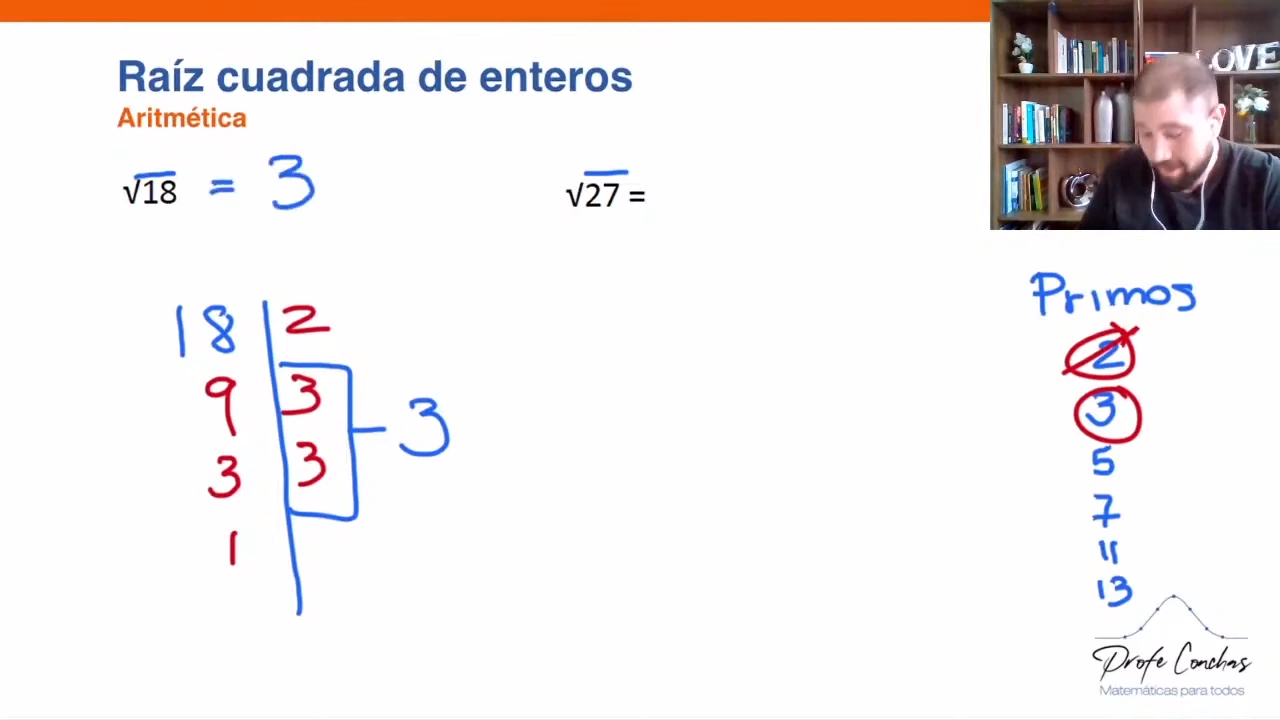 Raíz cuadrada de enteros
Aritmética
√18 = 3
√27 =
18 2
9 3
3 3
1
3
Primos
2
3
5
7
11
13
LOVE
Profe Conchas
Matemáticas para todos